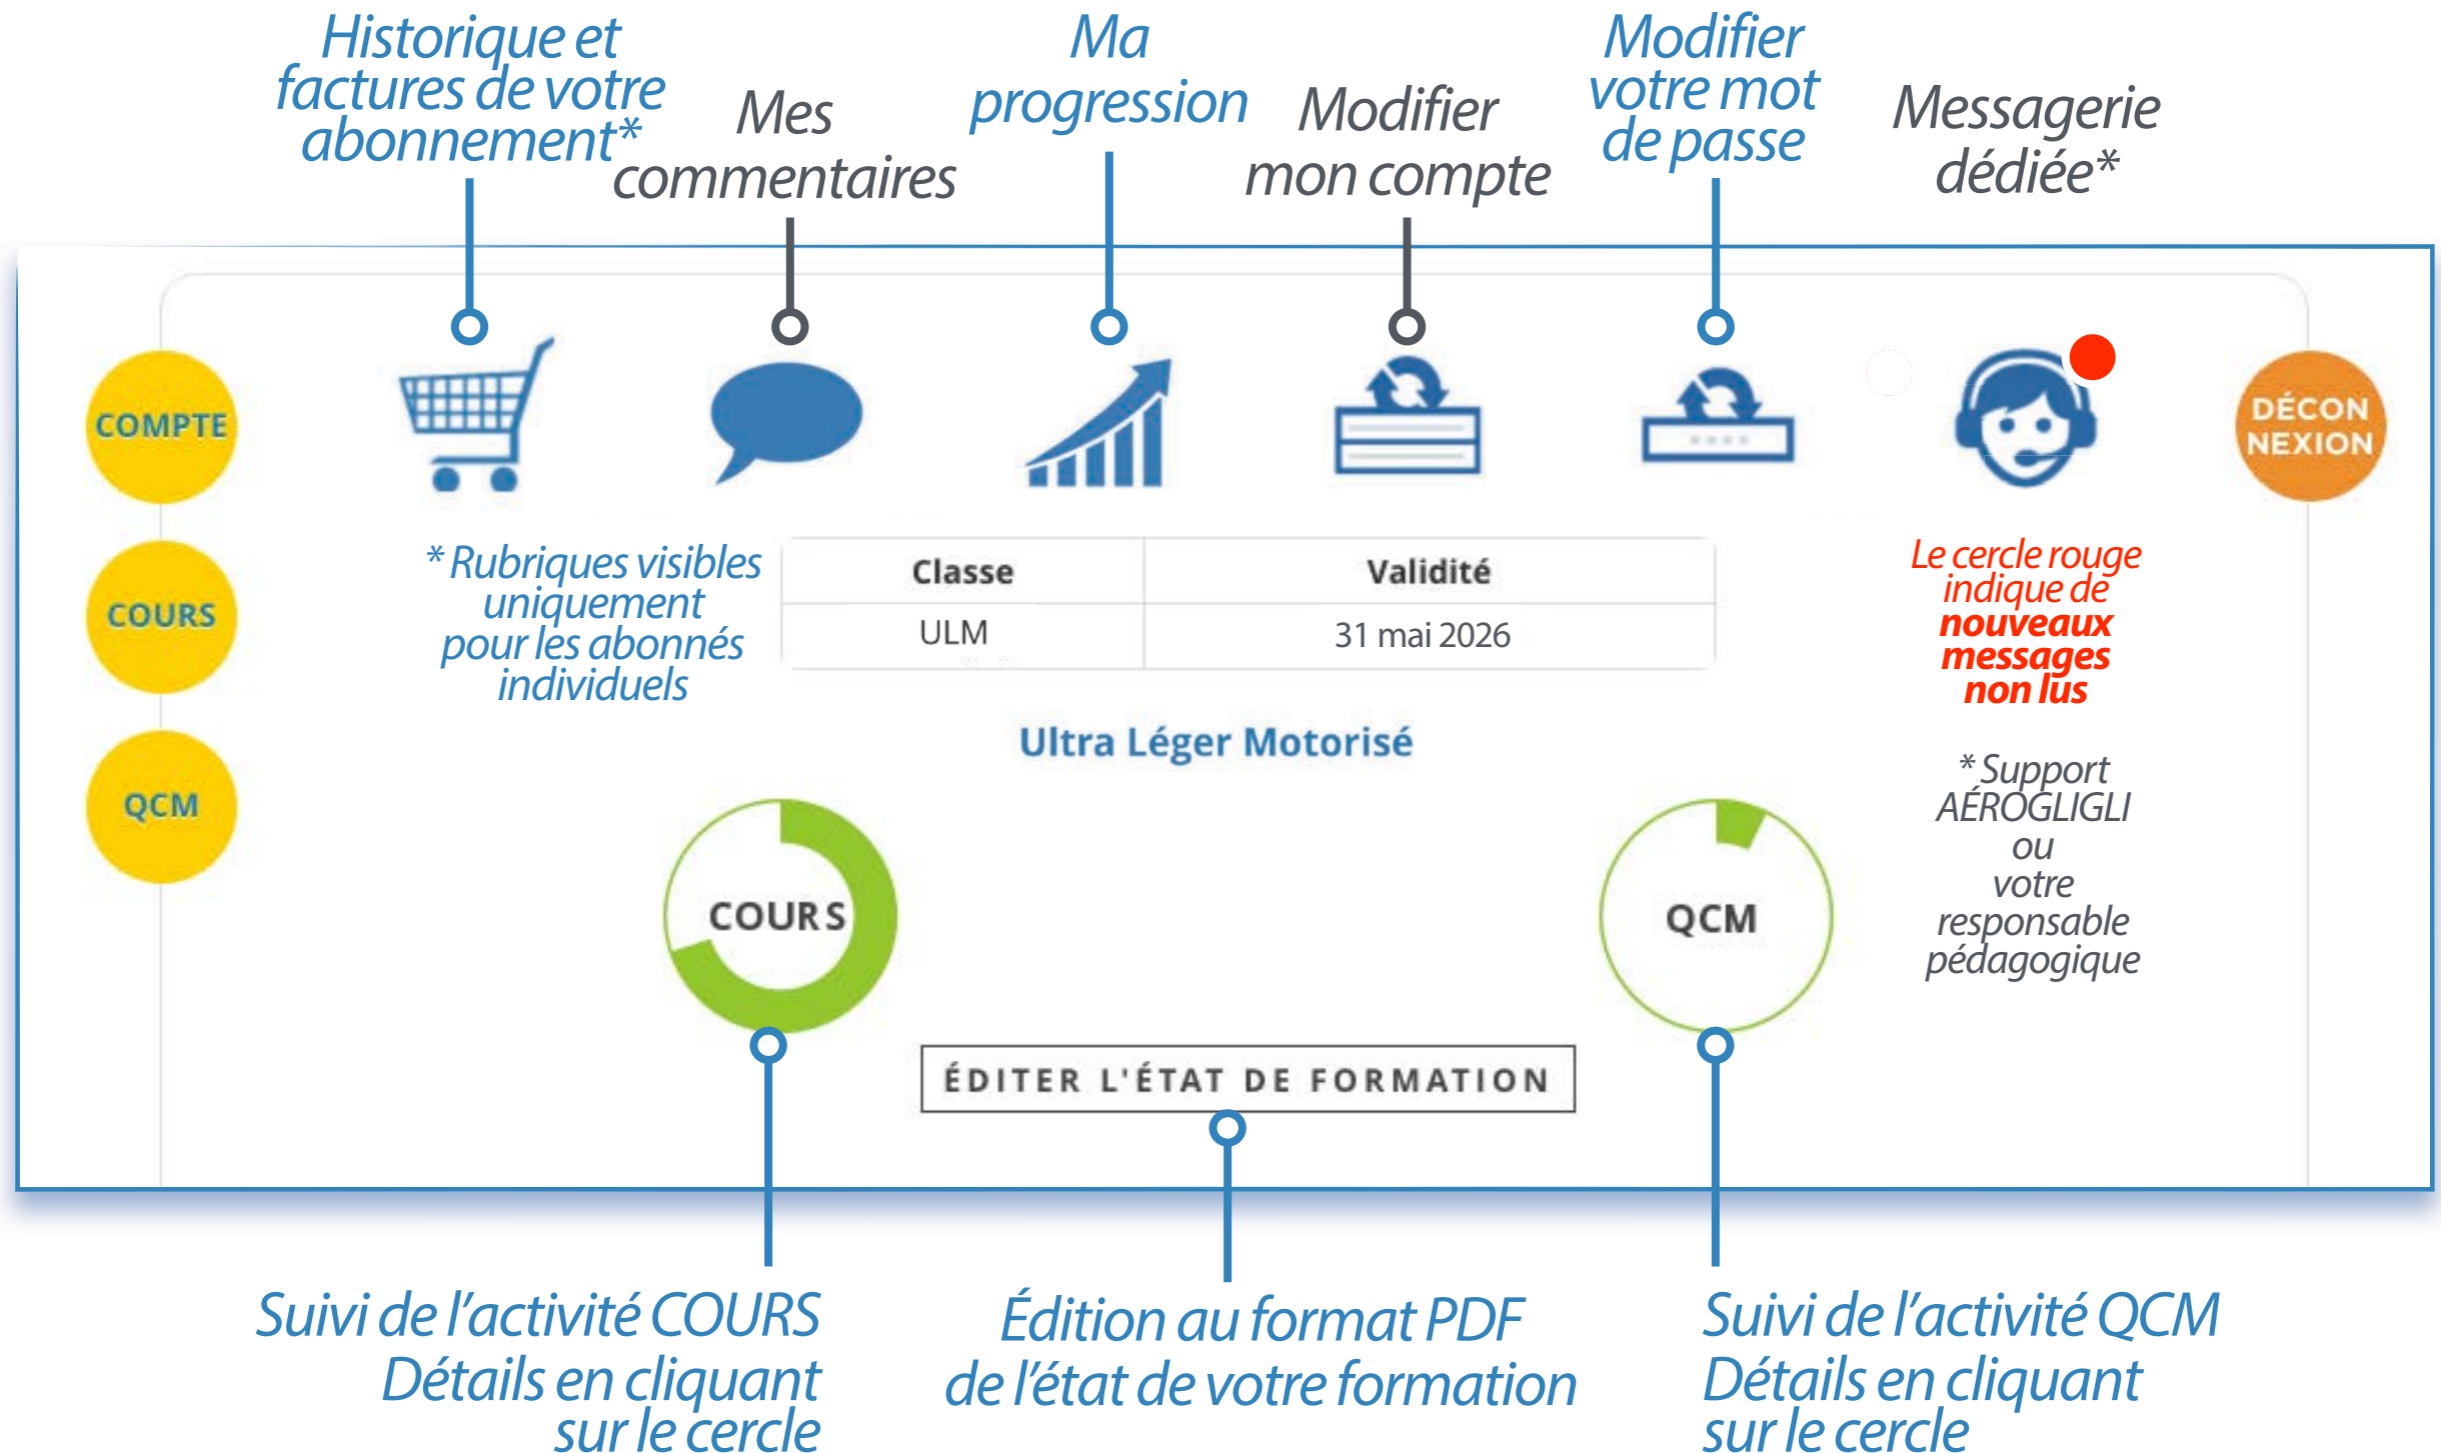 Historique et
factures de votre
abonnement*
Mes
commentaires
Ma
progression
Modifier
mon compte
Modifier
votre mot
de passe
Messagerie
dédiée*
COMPTE
COURS
QCM
DÉCON
NEXION
* Rubriques visibles
uniquement
pour les abonnés
individuels
Classe
Validité
ULM
31 mai 2026
Le cercle rouge
indique de
nouveaux
messages
non lus
* Support
AÉROGLIGLI
ou
votre
responsable
pédagogique
Ultra Léger Motorisé
COURS
QCM
ÉDITER L'ÉTAT DE FORMATION
Suivi de l'activité COURS
Détails en cliquant
sur le cercle
Édition au format PDF
de l'état de votre formation
Suivi de l'activité QCM
Détails en cliquant
sur le cercle